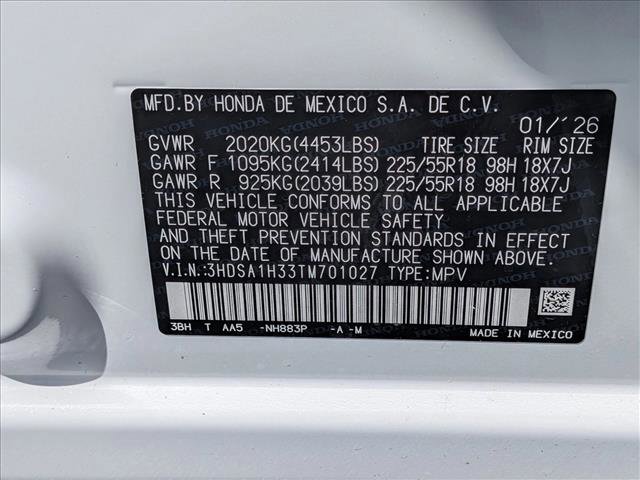 MFD.BY HONDA DE MEXICO S.A. DE C.V.
01/'26
GVWR 2020KG(4453LBS) TIRE SIZE RIM SIZE
GAWR F 1095KG(2414LBS) 225/55R18 98H 18X7J
GAWR R 925KG(2039LBS) 225/55R18 98H 18X7J
THIS VEHICLE CONFORMS TO ALL APPLICABLE
FEDERAL MOTOR VEHICLE SAFETY
AND THEFT PREVENTION STANDARDS IN EFFECT
ON THE DATE OF MANUFACTURE SHOWN ABOVE.
V.I.N.:3HDSA1H33TM701027 TYPE:MPV
3BH T AA5 -NH883P -A-M
MADE IN MEXICO